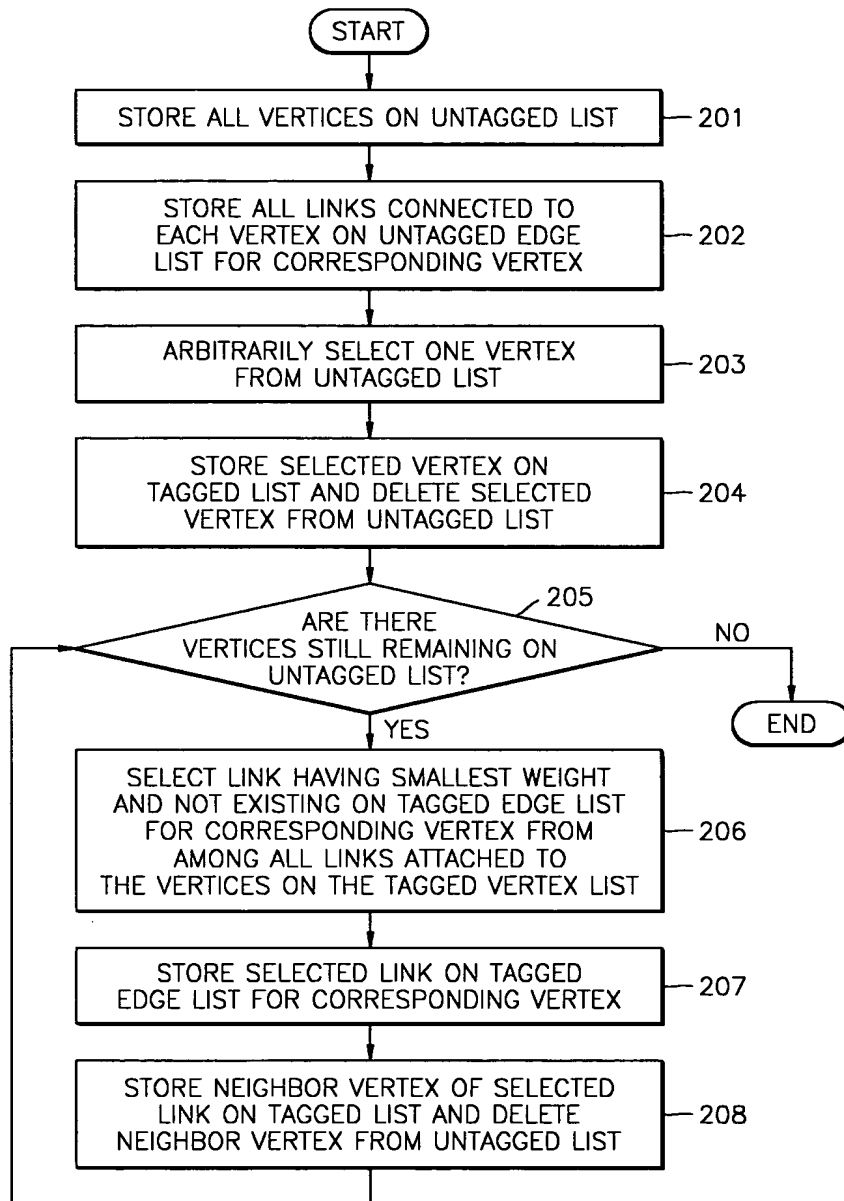 START
STORE ALL VERTICES ON UNTAGGED LIST
201
STORE ALL LINKS CONNECTED TO
EACH VERTEX ON UNTAGGED EDGE
LIST FOR CORRESPONDING VERTEX
202
ARBITRARILY SELECT ONE VERTEX
FROM UNTAGGED LIST
203
STORE SELECTED VERTEX ON
TAGGED LIST AND DELETE SELECTED
VERTEX FROM UNTAGGED LIST
204
205
ARE THERE
VERTICES STILL REMAINING ON
UNTAGGED LIST?
NO
END
YES
SELECT LINK HAVING SMALLEST WEIGHT
AND NOT EXISTING ON TAGGED EDGE LIST
FOR CORRESPONDING VERTEX FROM
AMONG ALL LINKS ATTACHED TO
THE VERTICES ON THE TAGGED VERTEX LIST
206
STORE SELECTED LINK ON TAGGED
EDGE LIST FOR CORRESPONDING VERTEX
207
STORE NEIGHBOR VERTEX OF SELECTED
LINK ON TAGGED LIST AND DELETE
NEIGHBOR VERTEX FROM UNTAGGED LIST
208